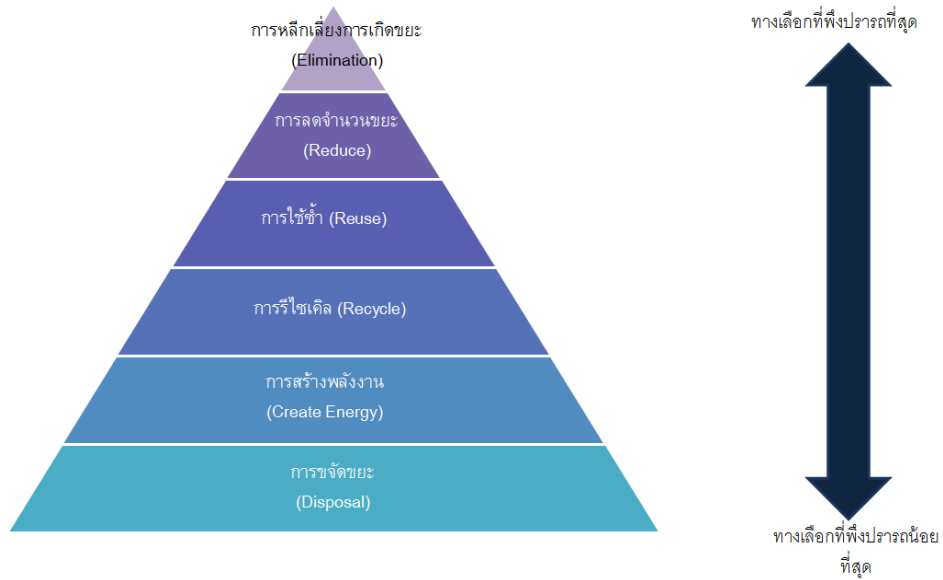 การหลีกเลี่ยงการเกิดขยะ
(Elimination)
การลดจำนวนขยะ
(Reduce)
การใช้ซ้ำ (Reuse)
การรีไซเคิล (Recycle)
การสร้างพลังงาน
(Create Energy)
การขจัดขยะ
(Disposal)
ทางเลือกที่พึงปรารถที่สุด
ทางเลือกที่พึงปรารถน้อย
ที่สุด